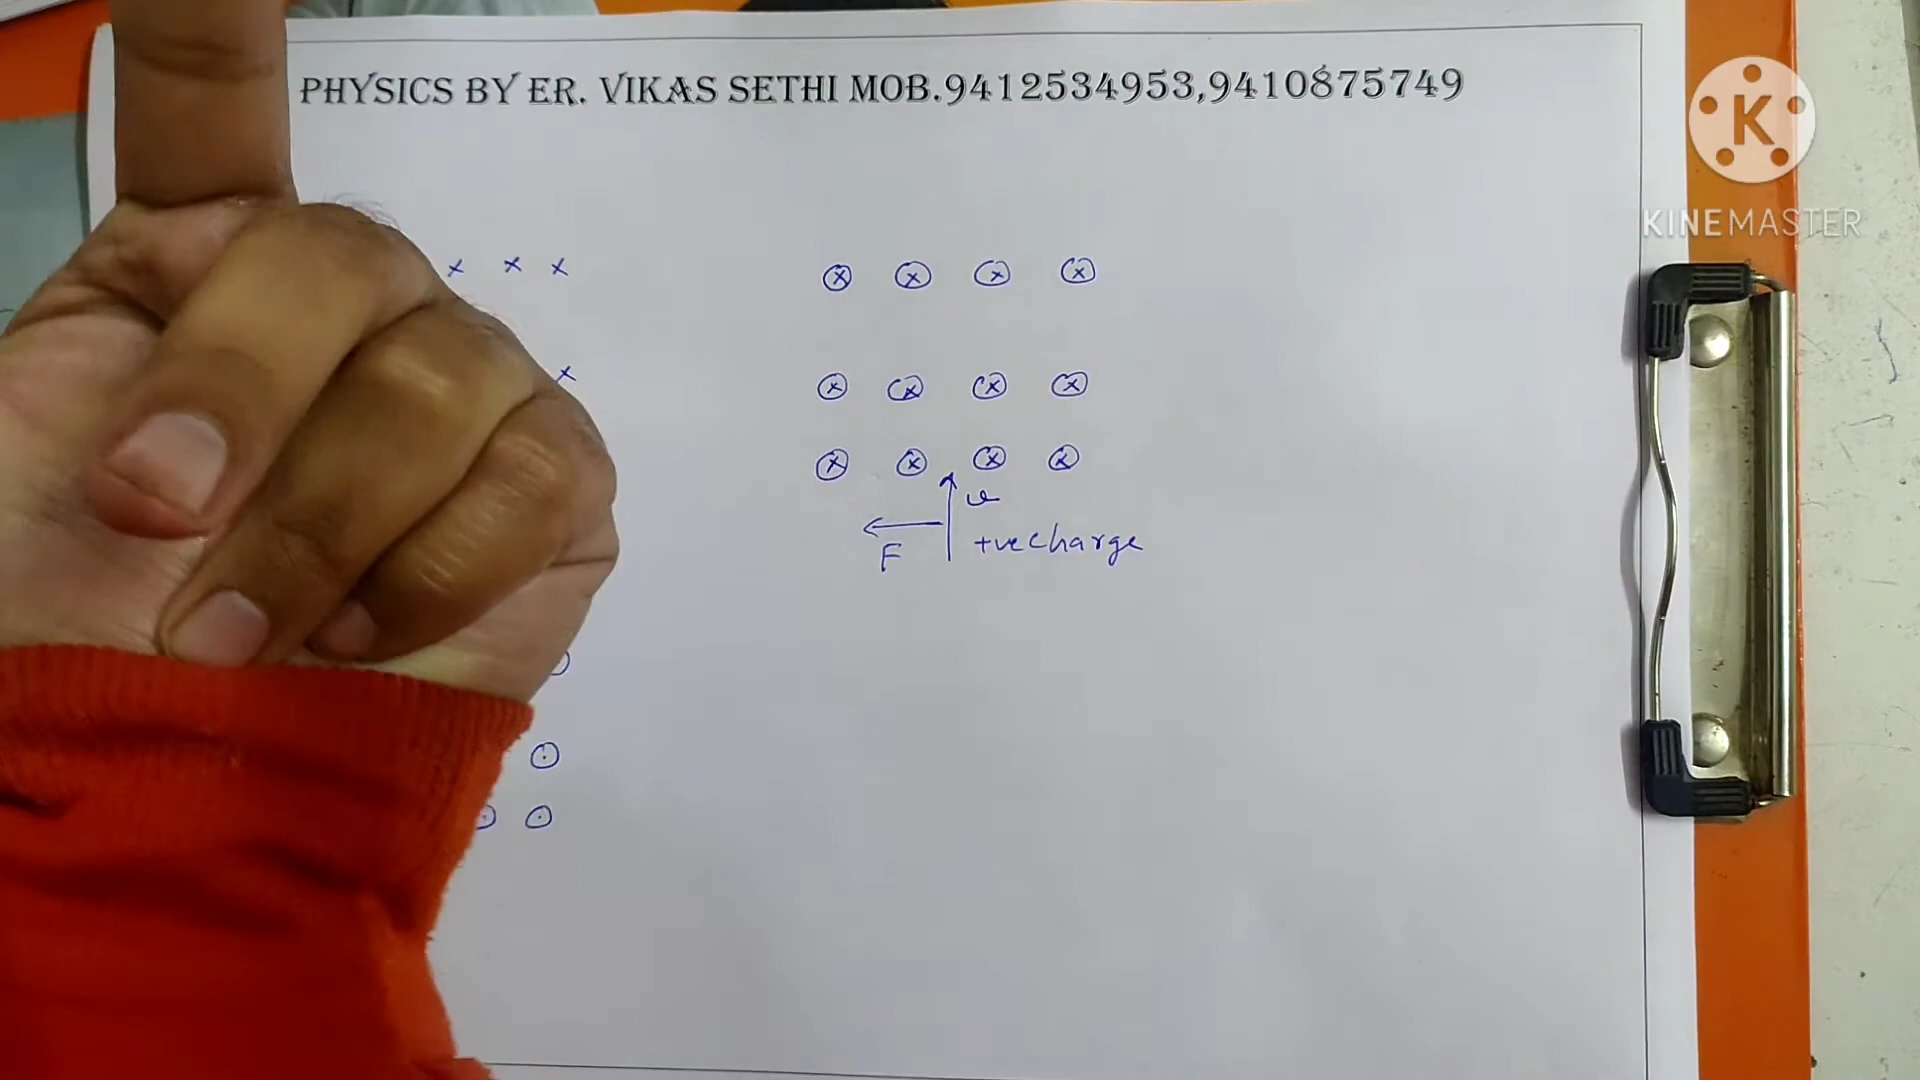 PHYSICS BY ER. VIKAS SETHI MOB.9412534953,9410875749
K
KINEMASTER
x x x
ⓧ ⓧ ⓧ ⓧ
x
ⓧ ⓧ ⓧ ⓧ
ⓧ ⓧ ⓧ ⓧ
v
F
+ve charge
⊙
⊙ ⊙